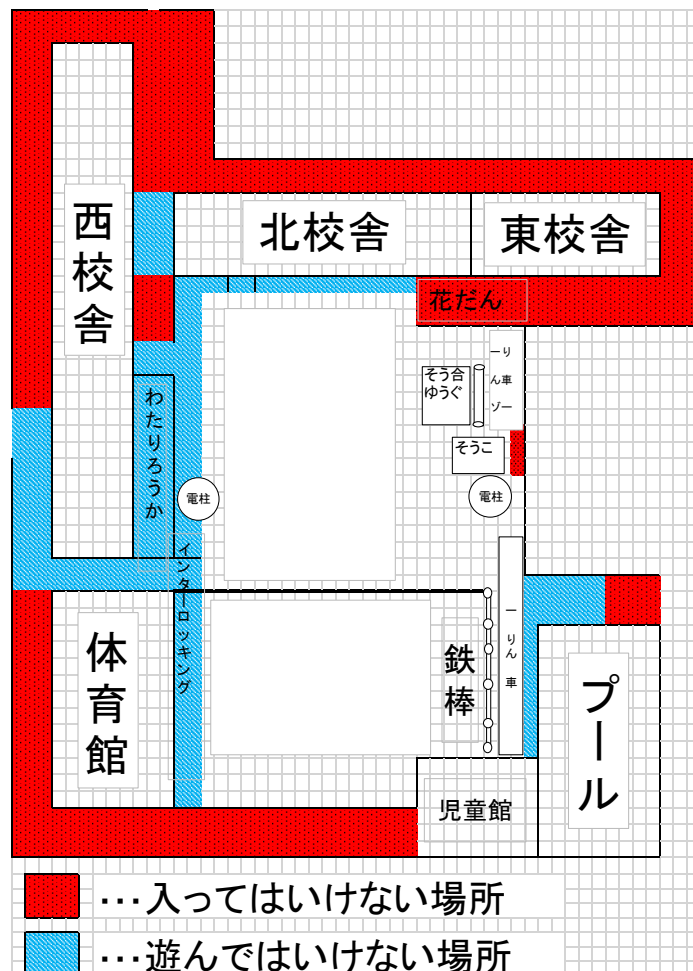 西校舎
北校舎
東校舎
花だん
そう合
ゆうぐ
一りん車ゾー
そうこ
電柱
電柱
わたりろうか
インターロッキング
一りん車
鉄棒
体育館
プール
児童館
…入ってはいけない場所
…遊んではいけない場所